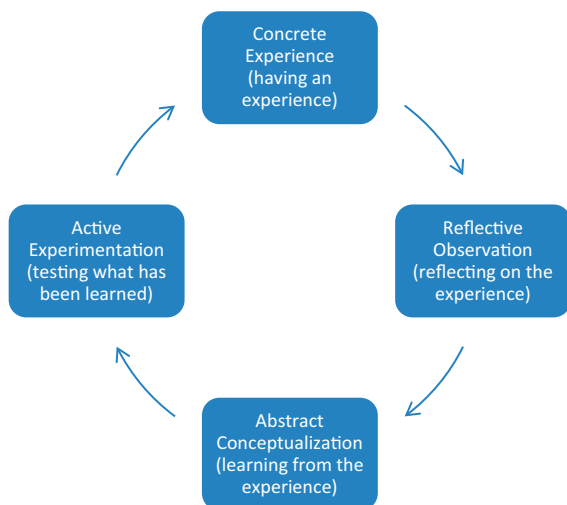 Concrete
Experience
(having an
experience)
Reflective
Observation
(reflecting on the
experience)
Abstract
Conceptualization
(learning from the
experience)
Active
Experimentation
(testing what has
been learned)